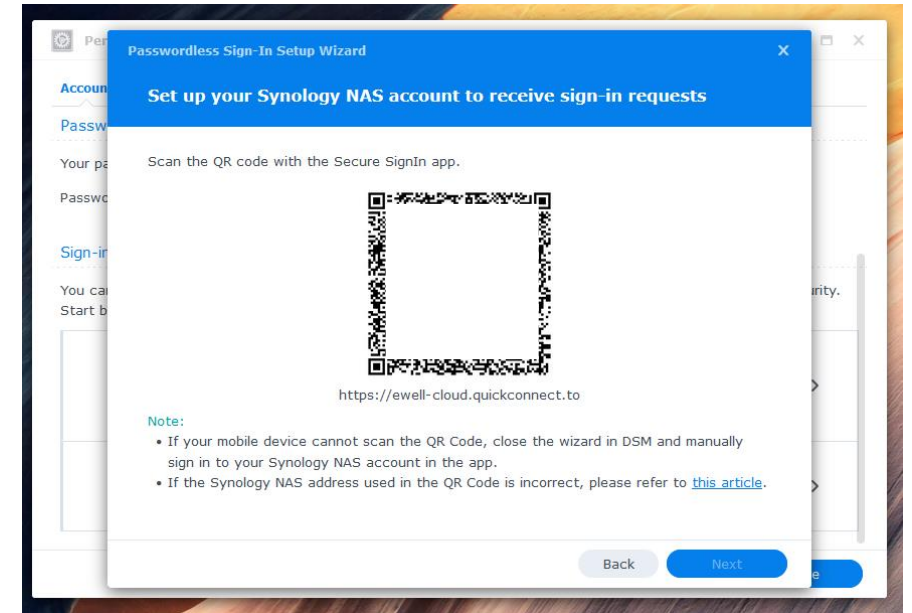 Per
Passwordless Sign-In Setup Wizard
Accoun
Set up your Synology NAS account to receive sign-in requests
Passw
Your pa
Scan the QR code with the Secure SignIn app.
Passwo
Sign-in
You can
urity.
Start b
https://ewell-cloud.quickconnect.to
Note:
• If your mobile device cannot scan the QR Code, close the wizard in DSM and manually
sign in to your Synology NAS account in the app.
• If the Synology NAS address used in the QR Code is incorrect, please refer to this article.
Back
Next
e